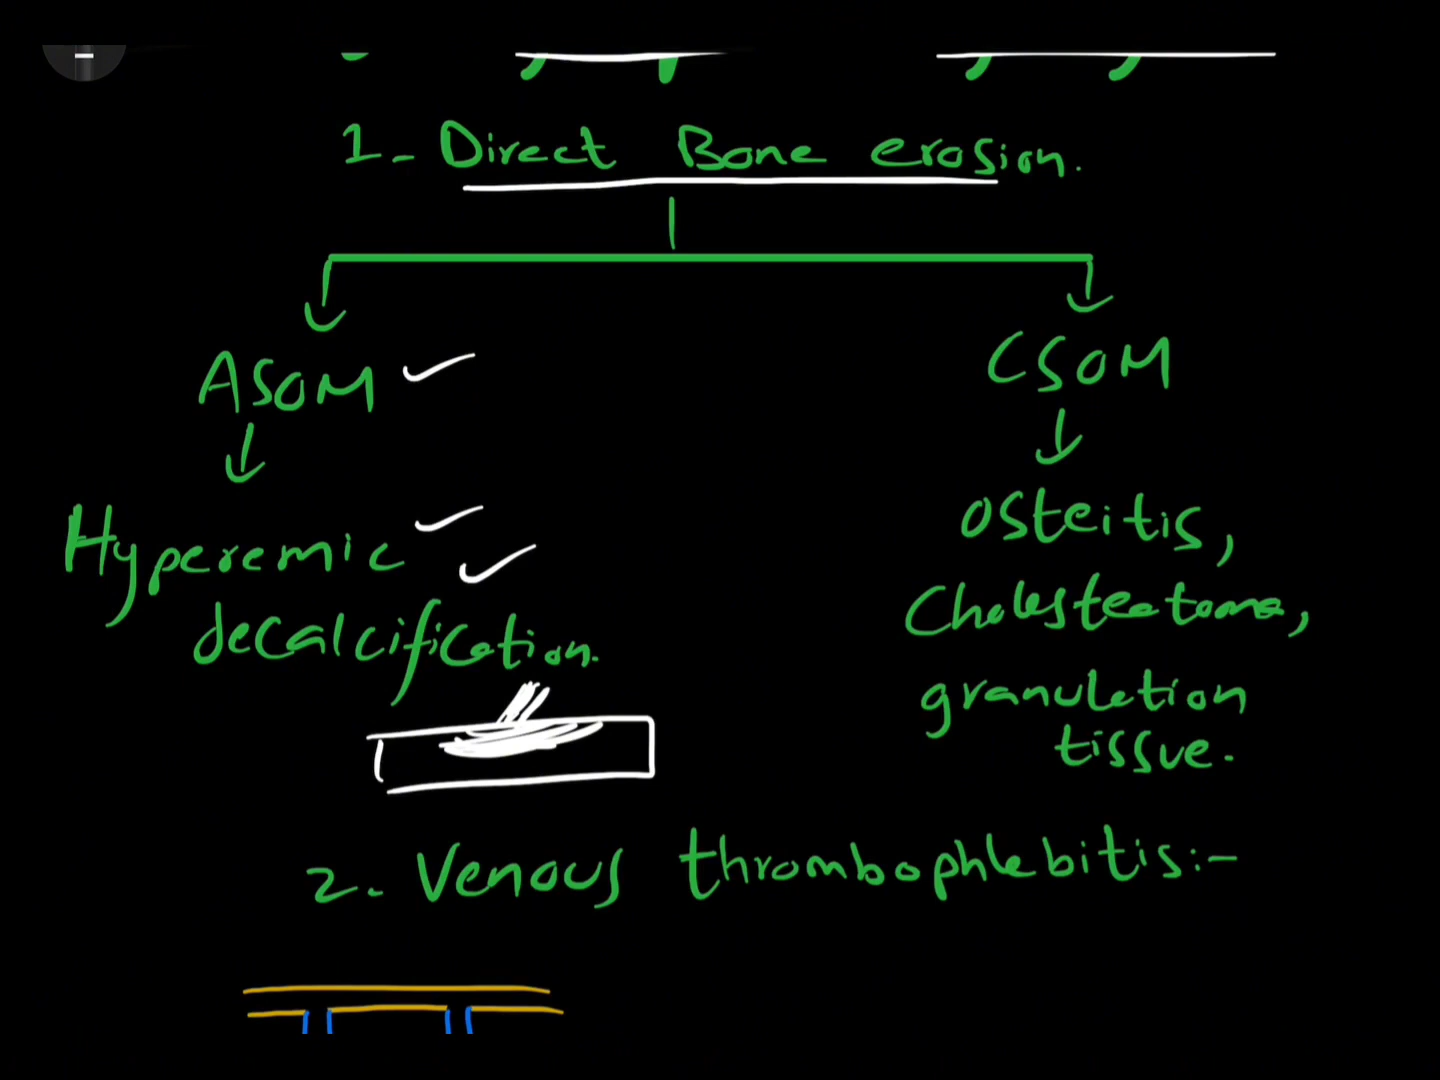 1- Direct Bone erosion.
ASOM
CSOM
Hyperemic
decalcification.
Osteitis,
Cholesteatoma,
granulation
tissue.
2. Venous thrombophlebitis:-